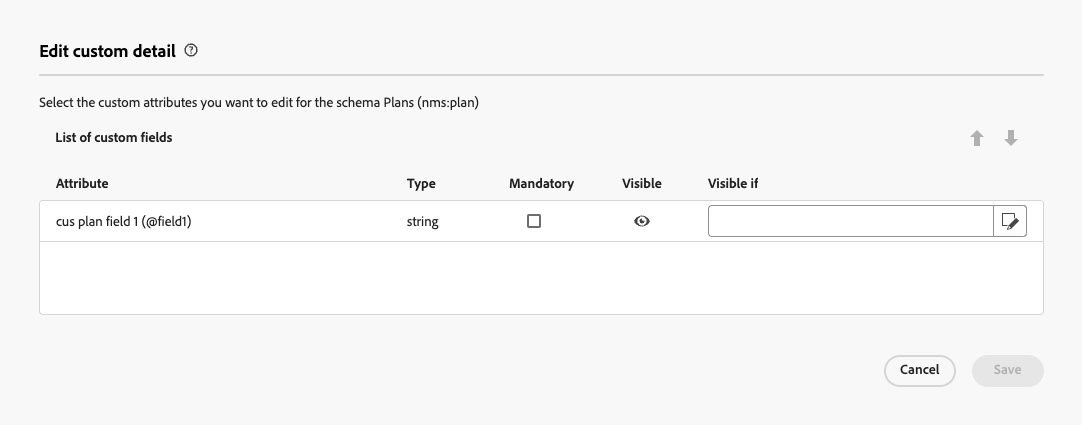 Edit custom detail
Select the custom attributes you want to edit for the schema Plans (nms:plan)
List of custom fields
Attribute Type Mandatory Visible Visible if
cus plan field 1 (@field1) string
Cancel Save